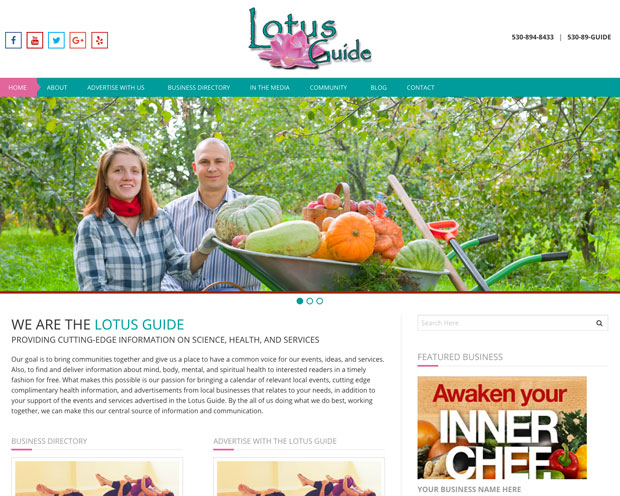 Lotus
Guide
530-894-8433 | 530-89-GUIDE
HOME ABOUT ADVERTISE WITH US BUSINESS DIRECTORY IN THE MEDIA COMMUNITY BLOG CONTACT
WE ARE THE LOTUS GUIDE
PROVIDING CUTTING-EDGE INFORMATION ON SCIENCE, HEALTH, AND SERVICES
Our goal is to bring communities together and give us a place to have a common voice for our events, ideas, and services.
Also, to find and deliver information about mind, body, mental, and spiritual health to interested readers in a timely
fashion for free. What makes this possible is our passion for bringing a calendar of relevant local events, cutting edge
complimentary health information, and advertisements from local businesses that relates to your needs, in addition to
your support of the events and services advertised in the Lotus Guide. By the all of us doing what we do best, working
together, we can make this our central source of information and communication.
BUSINESS DIRECTORY
ADVERTISE WITH THE LOTUS GUIDE
Search Here
FEATURED BUSINESS
Awaken your
INNER
CHEF
YOUR BUSINESS NAME HERE